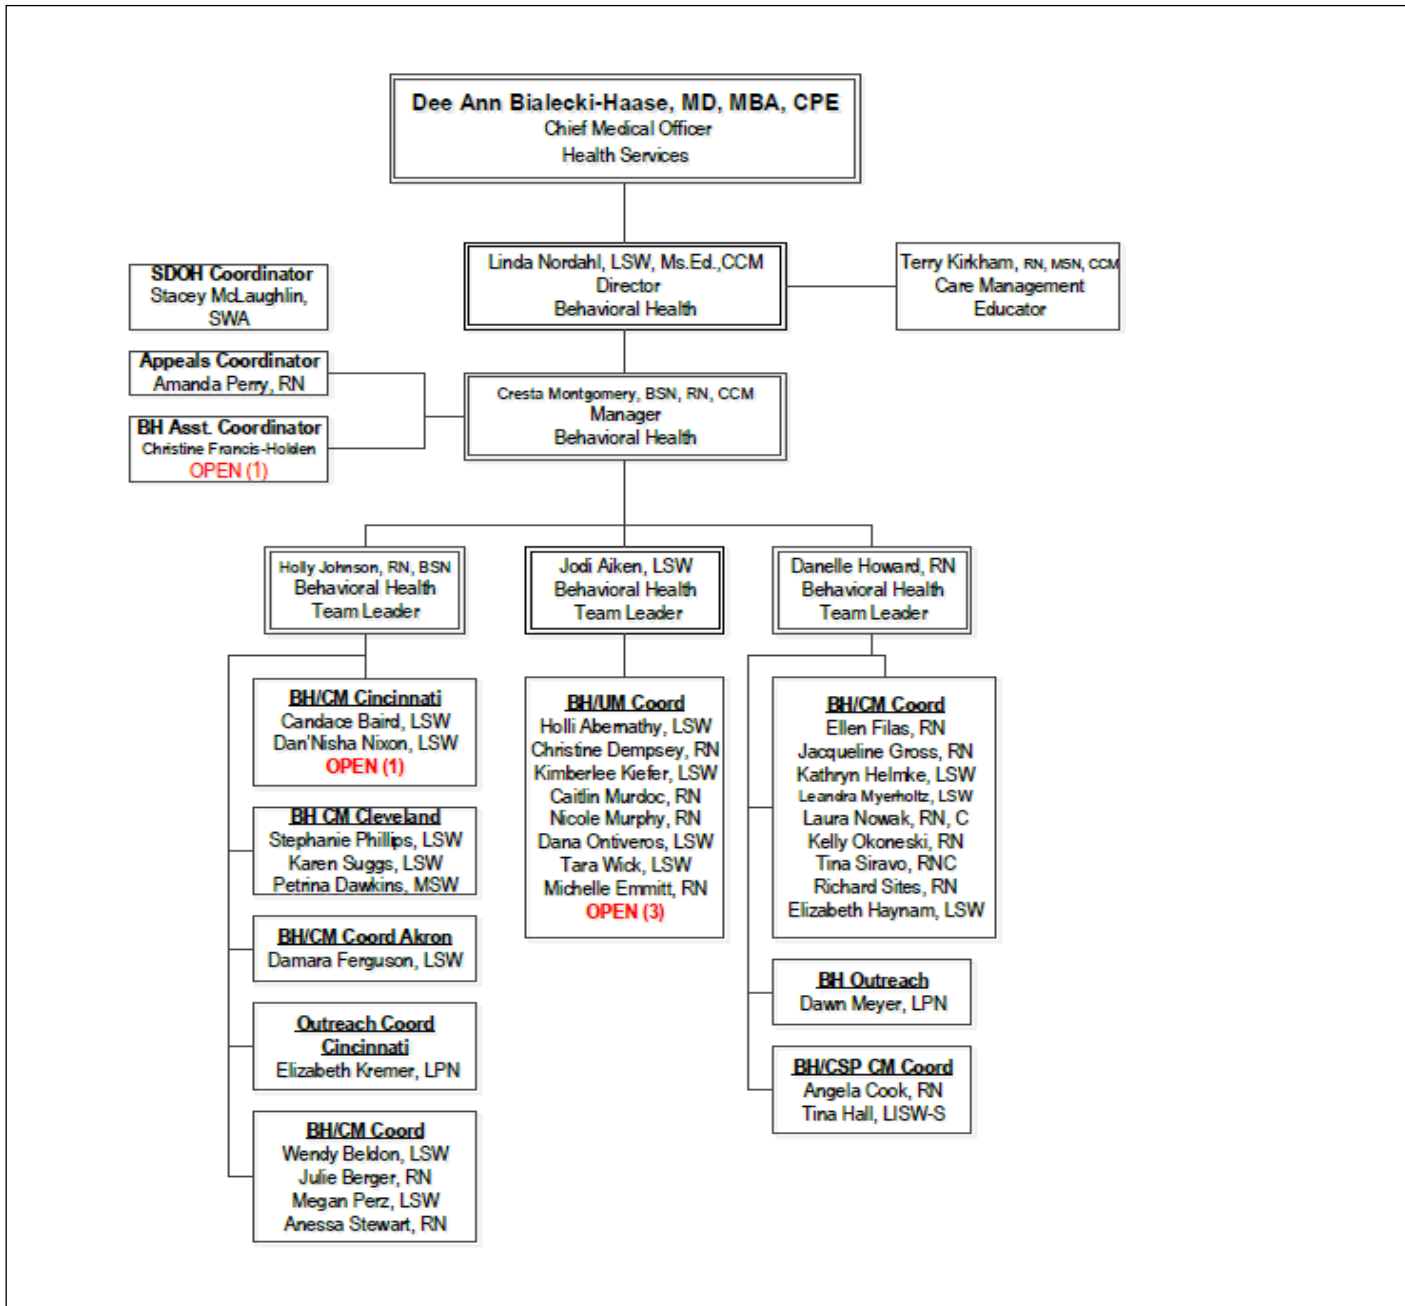 Dee Ann Bialecki-Haase, MD, MBA, CPE
Chief Medical Officer
Health Services
Linda Nordahl, LSW, Ms.Ed.,CCM
Director
Behavioral Health
Terry Kirkham, RN, MSN, CCM
Care Management
Educator
SDOH Coordinator
Stacey McLaughlin,
SWA
Appeals Coordinator
Amanda Perry, RN
BH Asst. Coordinator
Christine Francis-Holden
OPEN (1)
Cresta Montgomery, BSN, RN, CCM
Manager
Behavioral Health
Holly Johnson, RN, BSN
Behavioral Health
Team Leader
Jodi Aiken, LSW
Behavioral Health
Team Leader
Danelle Howard, RN
Behavioral Health
Team Leader
BH/CM Cincinnati
Candace Baird, LSW
Dan'Nisha Nixon, LSW
OPEN (1)
BH CM Cleveland
Stephanie Phillips, LSW
Karen Suggs, LSW
Petrina Dawkins, MSW
BH/CM Coord Akron
Damara Ferguson, LSW
Outreach Coord
Cincinnati
Elizabeth Kremer, LPN
BH/CM Coord
Wendy Beldon, LSW
Julie Berger, RN
Megan Perz, LSW
Anessa Stewart, RN
BH/UM Coord
Holli Abernathy, LSW
Christine Dempsey, RN
Kimberlee Kiefer, LSW
Caitlin Murdoc, RN
Nicole Murphy, RN
Dana Ontiveros, LSW
Tara Wick, LSW
Michelle Emmitt, RN
OPEN (3)
BH/CM Coord
Ellen Filas, RN
Jacqueline Gross, RN
Kathryn Helmke, LSW
Leandra Myerholtz, LSW
Laura Nowak, RN, C
Kelly Okoneski, RN
Tina Siravo, RNC
Richard Sites, RN
Elizabeth Haynam, LSW
BH Outreach
Dawn Meyer, LPN
BH/CSP CM Coord
Angela Cook, RN
Tina Hall, LISW-S